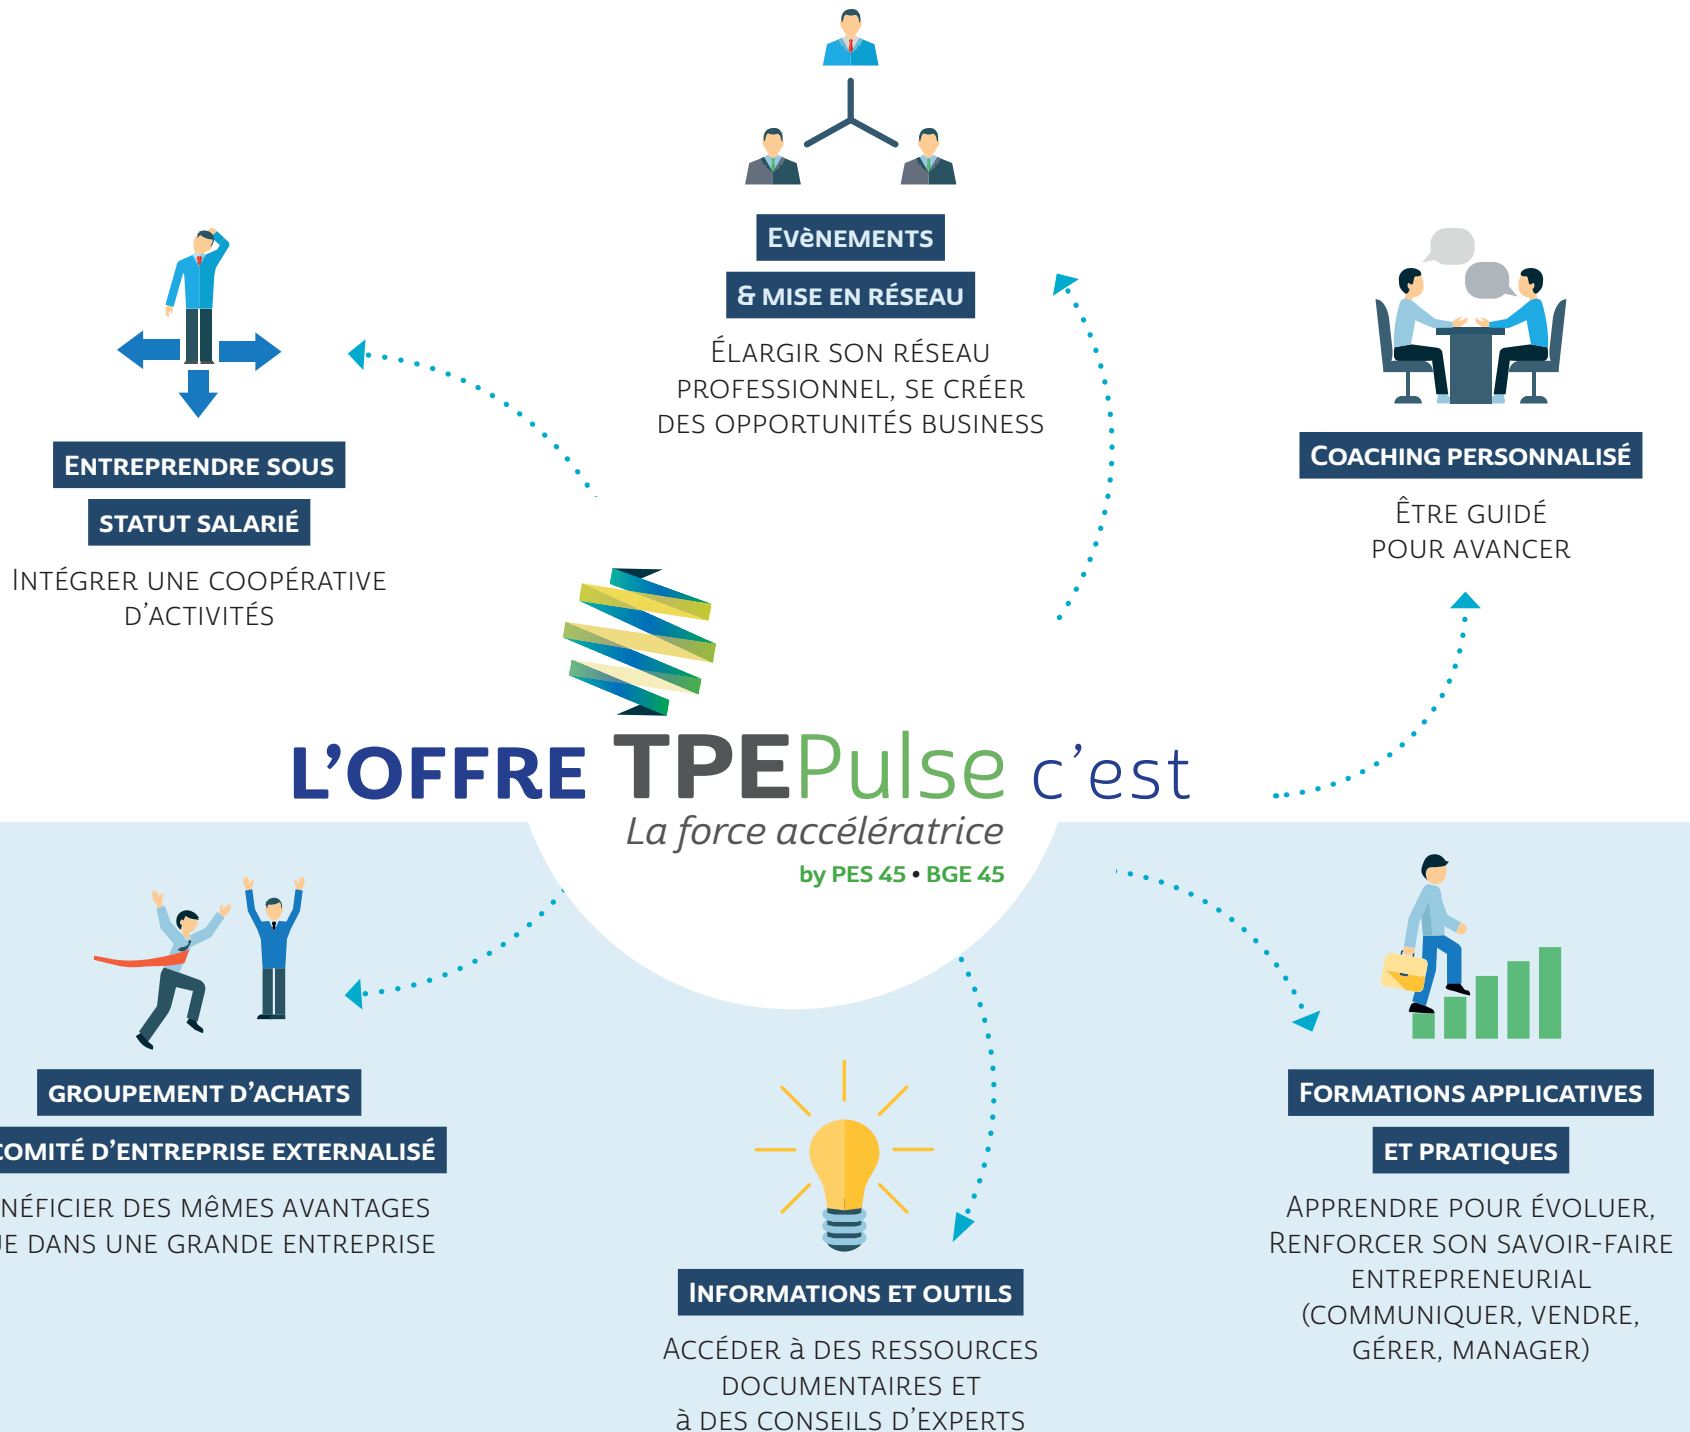 Evènements
& mise en réseau
Élargir son réseau
professionnel, se créer
des opportunités business
Entreprendre sous
statut salarié
Intégrer une coopérative
d'activités
Coaching personnalisé
Être guidé
pour avancer
L'OFFRE TPEPulse c'est
La force accélératrice
by PES 45 • BGE 45
groupement d'achats
comité d'entreprise externalisé
néficier des mêmes avantages
ue dans une grande entreprise
Informations et outils
Accéder à des ressources
documentaires et
à des conseils d'experts
Formations applicatives
et pratiques
Apprendre pour évoluer,
Renforcer son savoir-faire
entrepreneurial
(communiquer, vendre,
gérer, manager)